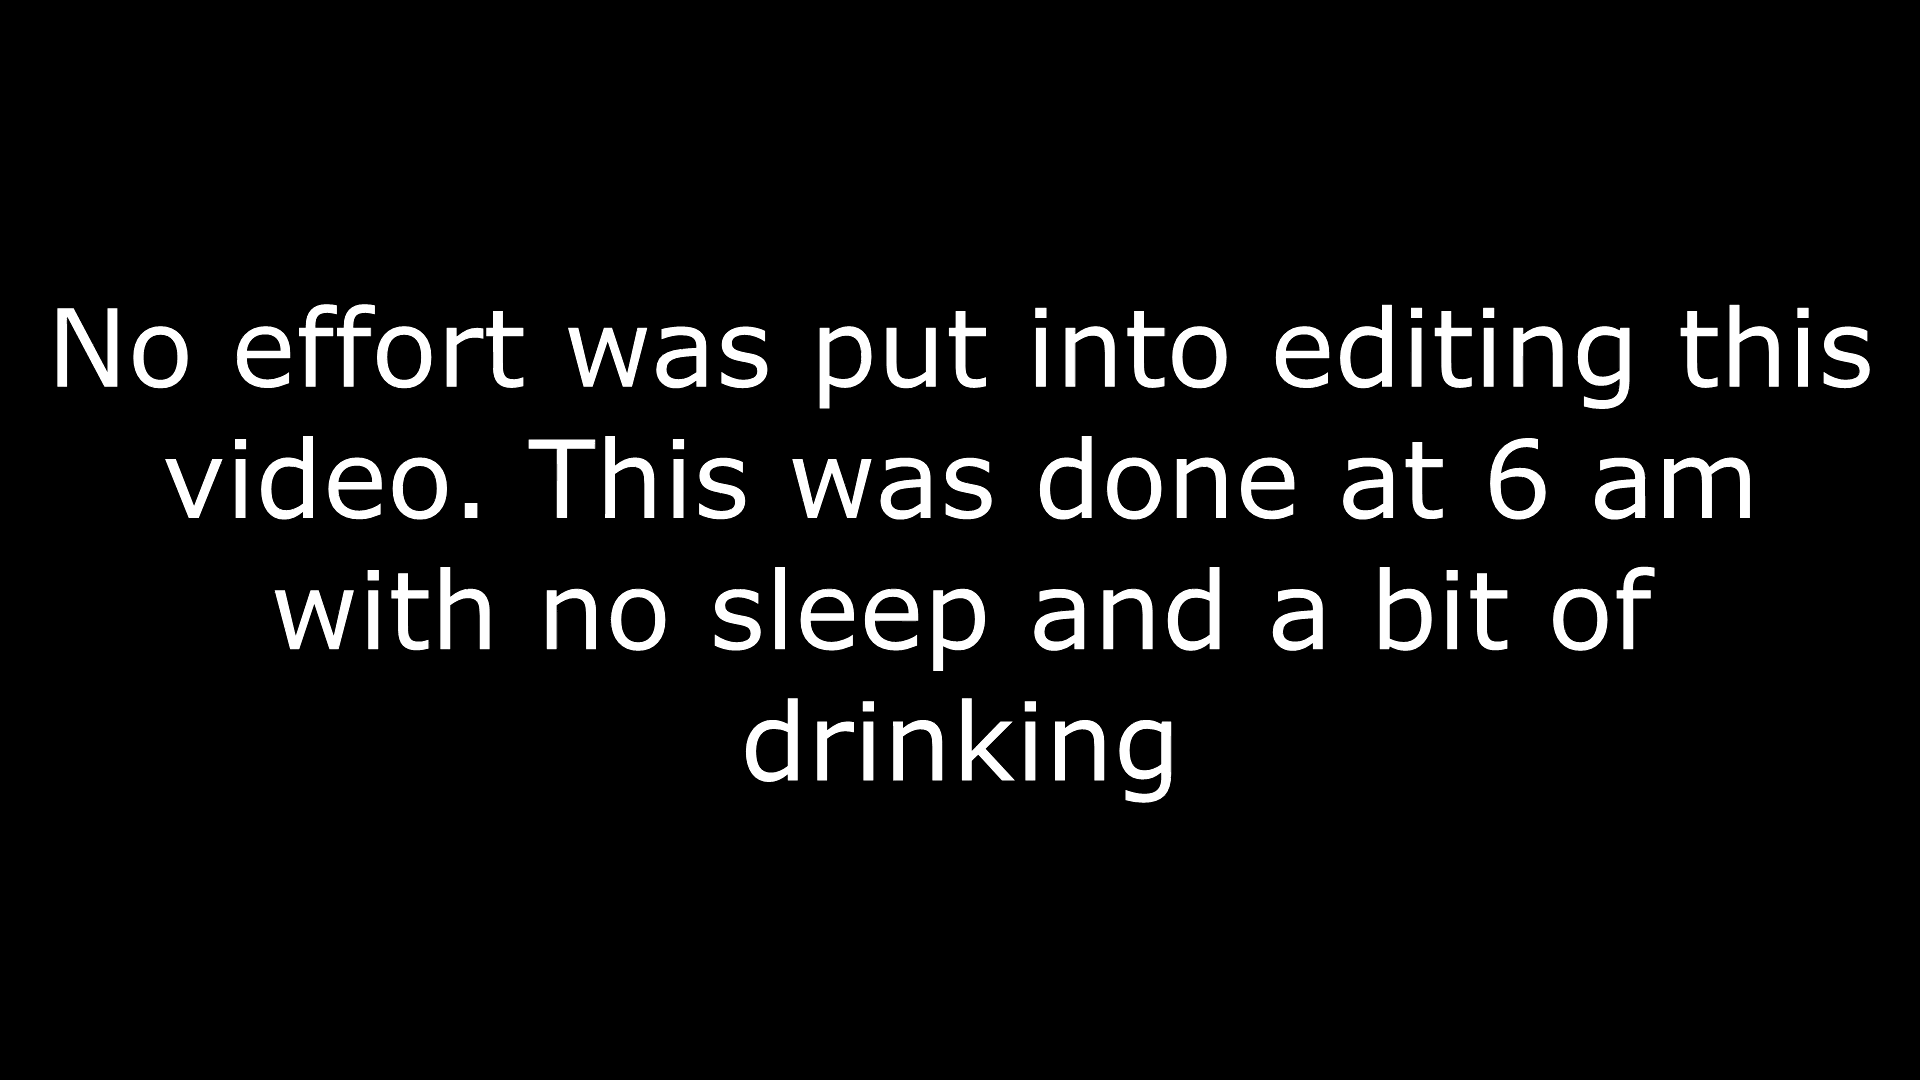 No effort was put into editing this
video. This was done at 6 am
with no sleep and a bit of
drinking